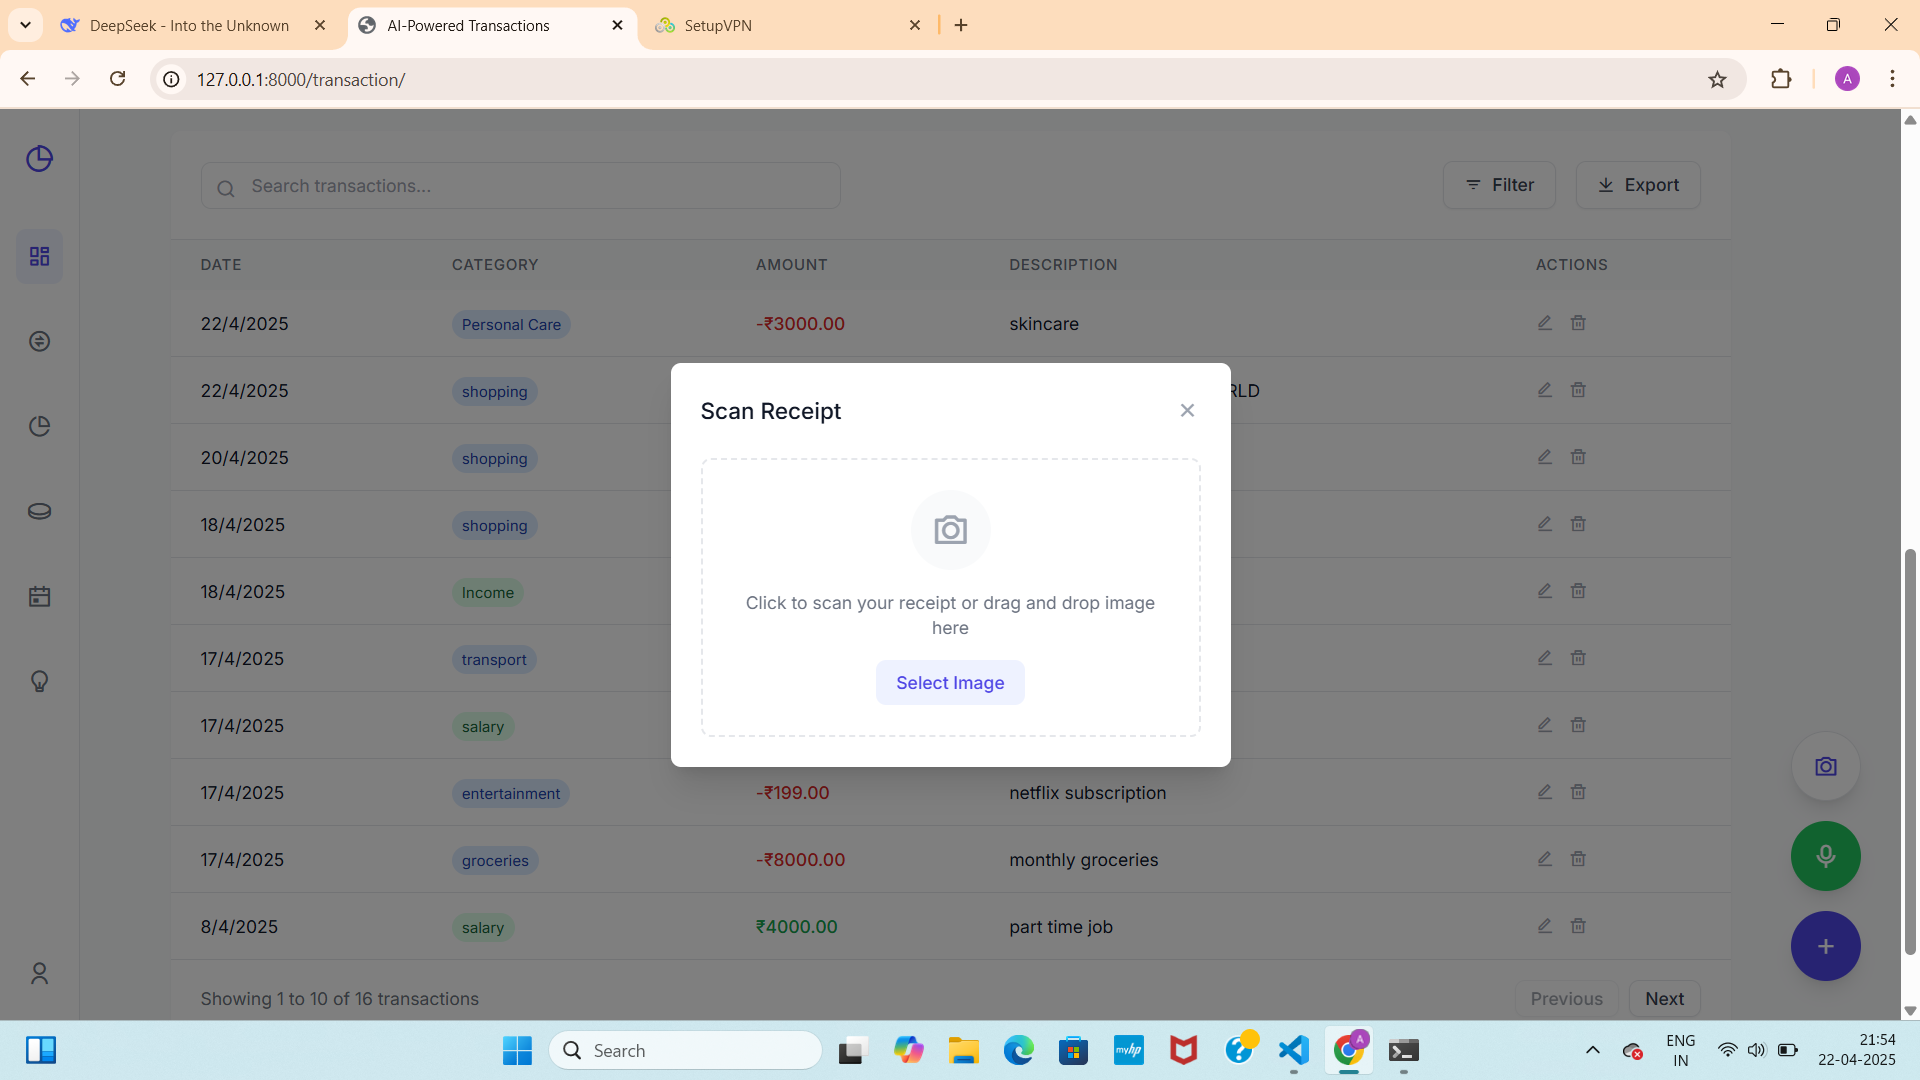 DeepSeek - Into the Unknown
AI-Powered Transactions
SetupVPN
127.0.0.1:8000/transaction/
A
Search transactions...
Filter
Export
DATE CATEGORY AMOUNT DESCRIPTION ACTIONS
22/4/2025 Personal Care -₹3000.00 skincare
22/4/2025 shopping RLD
20/4/2025 shopping
18/4/2025 shopping
18/4/2025 Income
17/4/2025 transport
17/4/2025 salary
17/4/2025 entertainment -₹199.00 netflix subscription
17/4/2025 groceries -₹8000.00 monthly groceries
8/4/2025 salary ₹4000.00 part time job
Scan Receipt
Click to scan your receipt or drag and drop image
here
Select Image
Showing 1 to 10 of 16 transactions
Previous
Next
Search
myhp
A
ENG
IN
21:54
22-04-2025